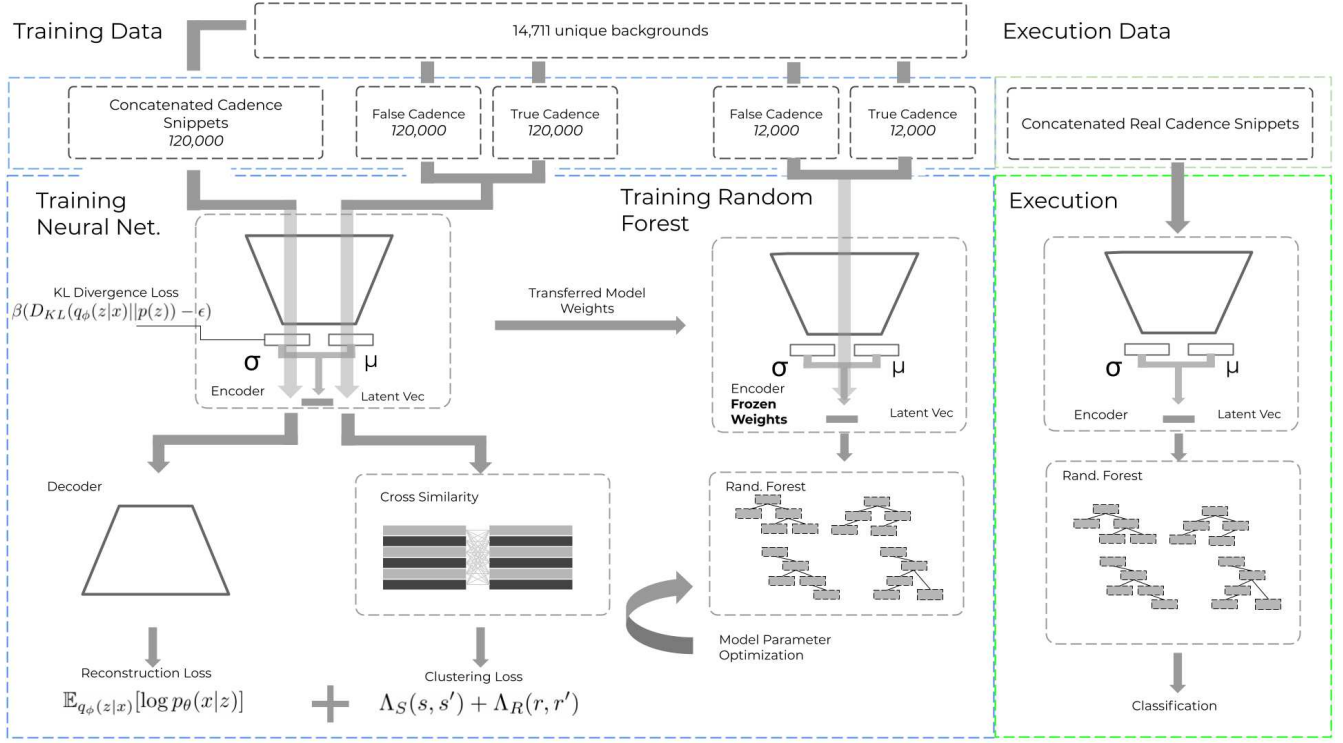 Training Data
14,711 unique backgrounds
Execution Data
Concatenated Cadence
Snippets
120,000
False Cadence
120,000
True Cadence
120,000
False Cadence
12,000
True Cadence
12,000
Concatenated Real Cadence Snippets
Training
Neural Net.
Training Random
Forest
Execution
KL Divergence Loss
β(D_{KL}(q_ϕ(z|x)||p(z)) − ϵ)
σ
μ
Encoder
Latent Vec
Transferred Model
Weights
σ
μ
Encoder
Frozen
Weights
Latent Vec
σ
μ
Encoder
Latent Vec
Decoder
Cross Similarity
Rand. Forest
Rand. Forest
Model Parameter
Optimization
Reconstruction Loss
𝔼_{q_ϕ(z|x)}[log p_θ(x|z)]
+
Clustering Loss
Λ_S(s, s′) + Λ_R(r, r′)
Classification